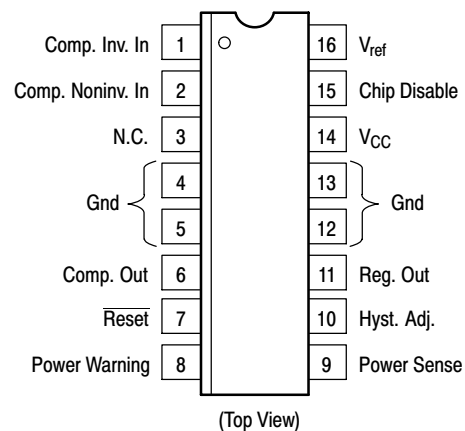 Comp. Inv. In 1 16 Vref
Comp. Noninv. In 2 15 Chip Disable
N.C. 3 14 VCC
4 13
Gnd Gnd
5 12
Comp. Out 6 11 Reg. Out
Reset 7 10 Hyst. Adj.
Power Warning 8 9 Power Sense
(Top View)